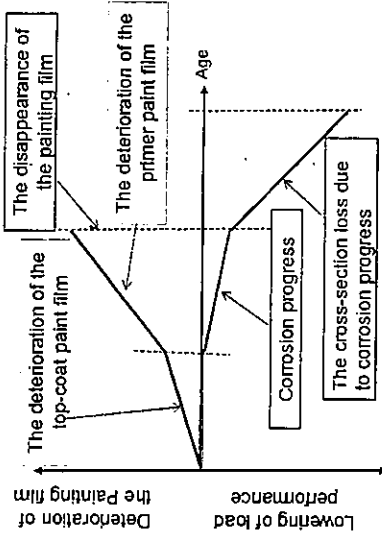 The disappearance of
the painting film
The deterioration of the
primer paint film
The deterioration of the
top-coat paint film
Age
Corrosion progress
The cross-section loss due
to corrosion progress
Deterioration of
the Painting film
Lowering of load
performance